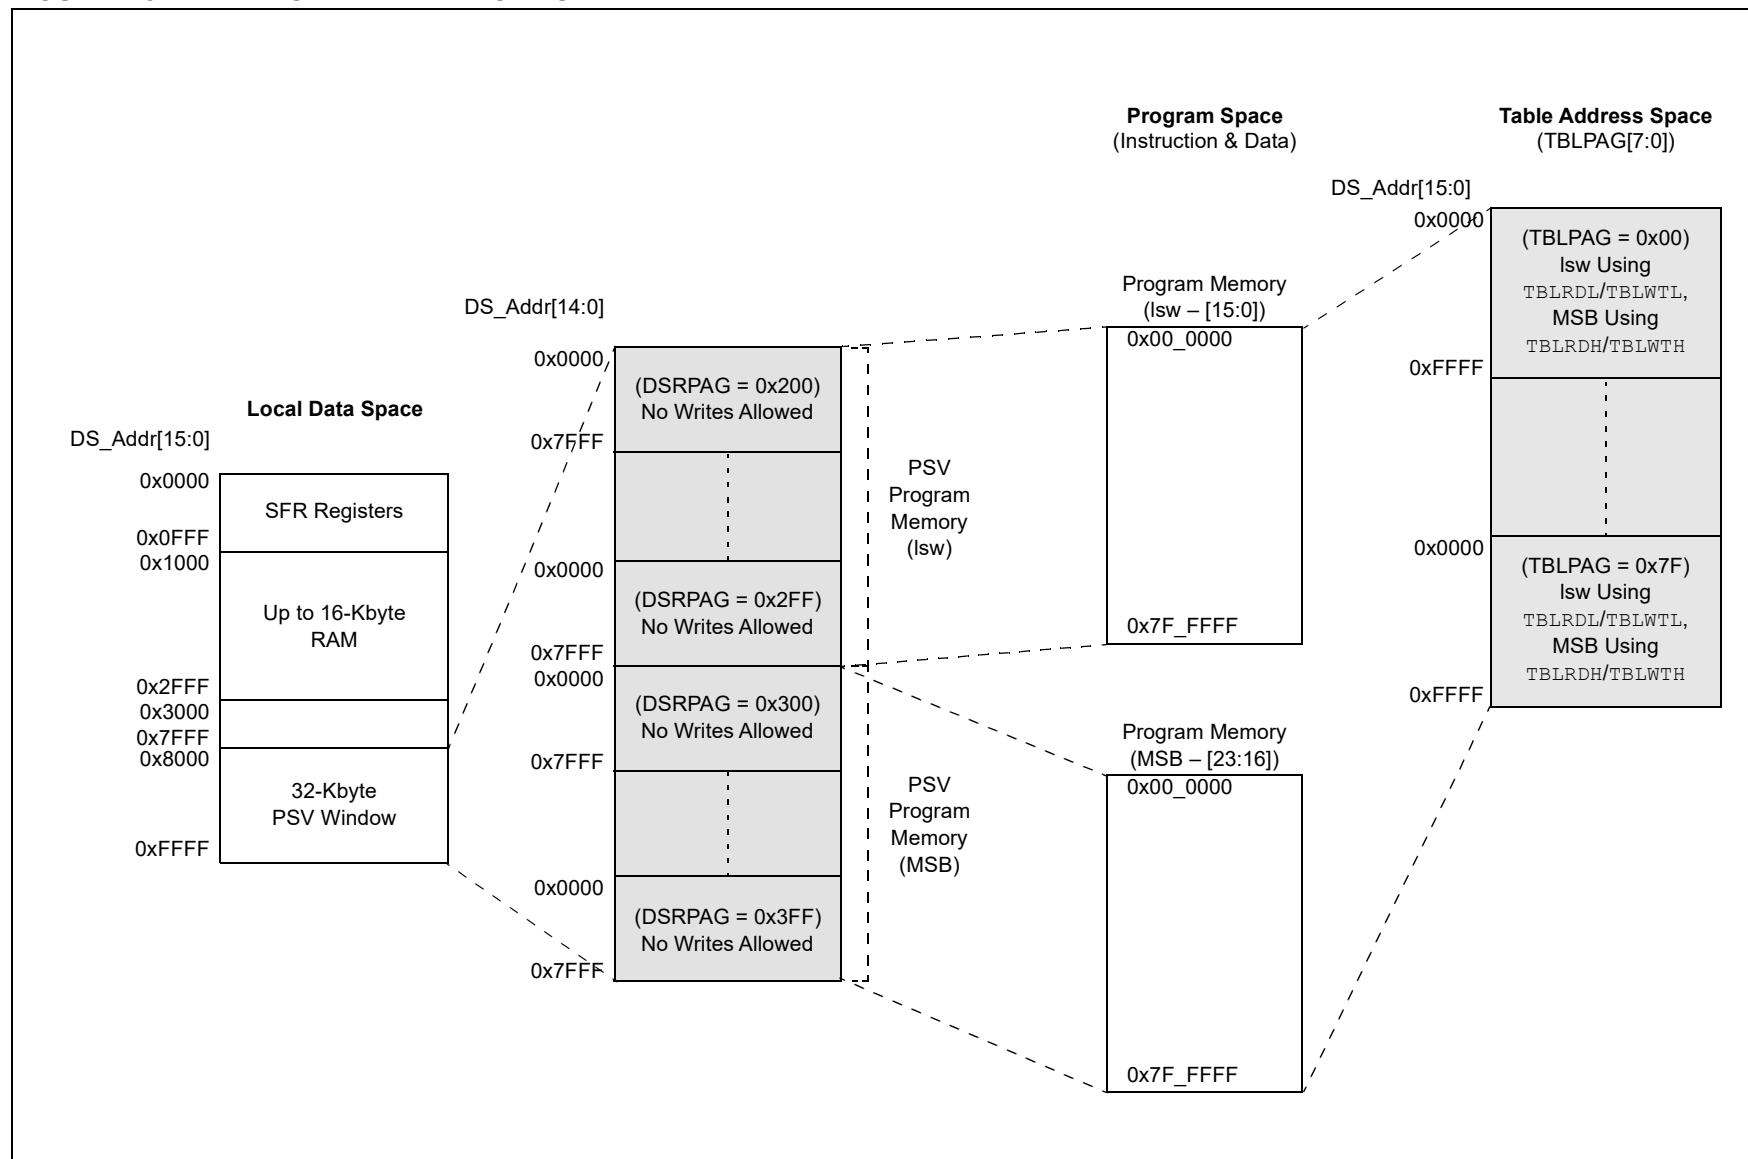 Local Data Space
DS_Addr[15:0]
0x0000
SFR Registers
0x0FFF
0x1000
Up to 16-Kbyte
RAM
0x2FFF
0x3000
0x7FFF
0x8000
32-Kbyte
PSV Window
0xFFFF
DS_Addr[14:0]
0x0000
(DSRPAG = 0x200)
No Writes Allowed
0x7FFF
0x0000
(DSRPAG = 0x2FF)
No Writes Allowed
0x7FFF
0x0000
(DSRPAG = 0x300)
No Writes Allowed
0x7FFF
0x0000
(DSRPAG = 0x3FF)
No Writes Allowed
0x7FFF
PSV
Program
Memory
(lsw)
PSV
Program
Memory
(MSB)
Program Space
(Instruction & Data)
Program Memory
(lsw – [15:0])
0x00_0000
0x7F_FFFF
Program Memory
(MSB – [23:16])
0x00_0000
0x7F_FFFF
Table Address Space
(TBLPAG[7:0])
DS_Addr[15:0]
0x0000
(TBLPAG = 0x00)
lsw Using
TBLRDL/TBLWTL,
MSB Using
TBLRDH/TBLWTH
0xFFFF
0x0000
(TBLPAG = 0x7F)
lsw Using
TBLRDL/TBLWTL,
MSB Using
TBLRDH/TBLWTH
0xFFFF